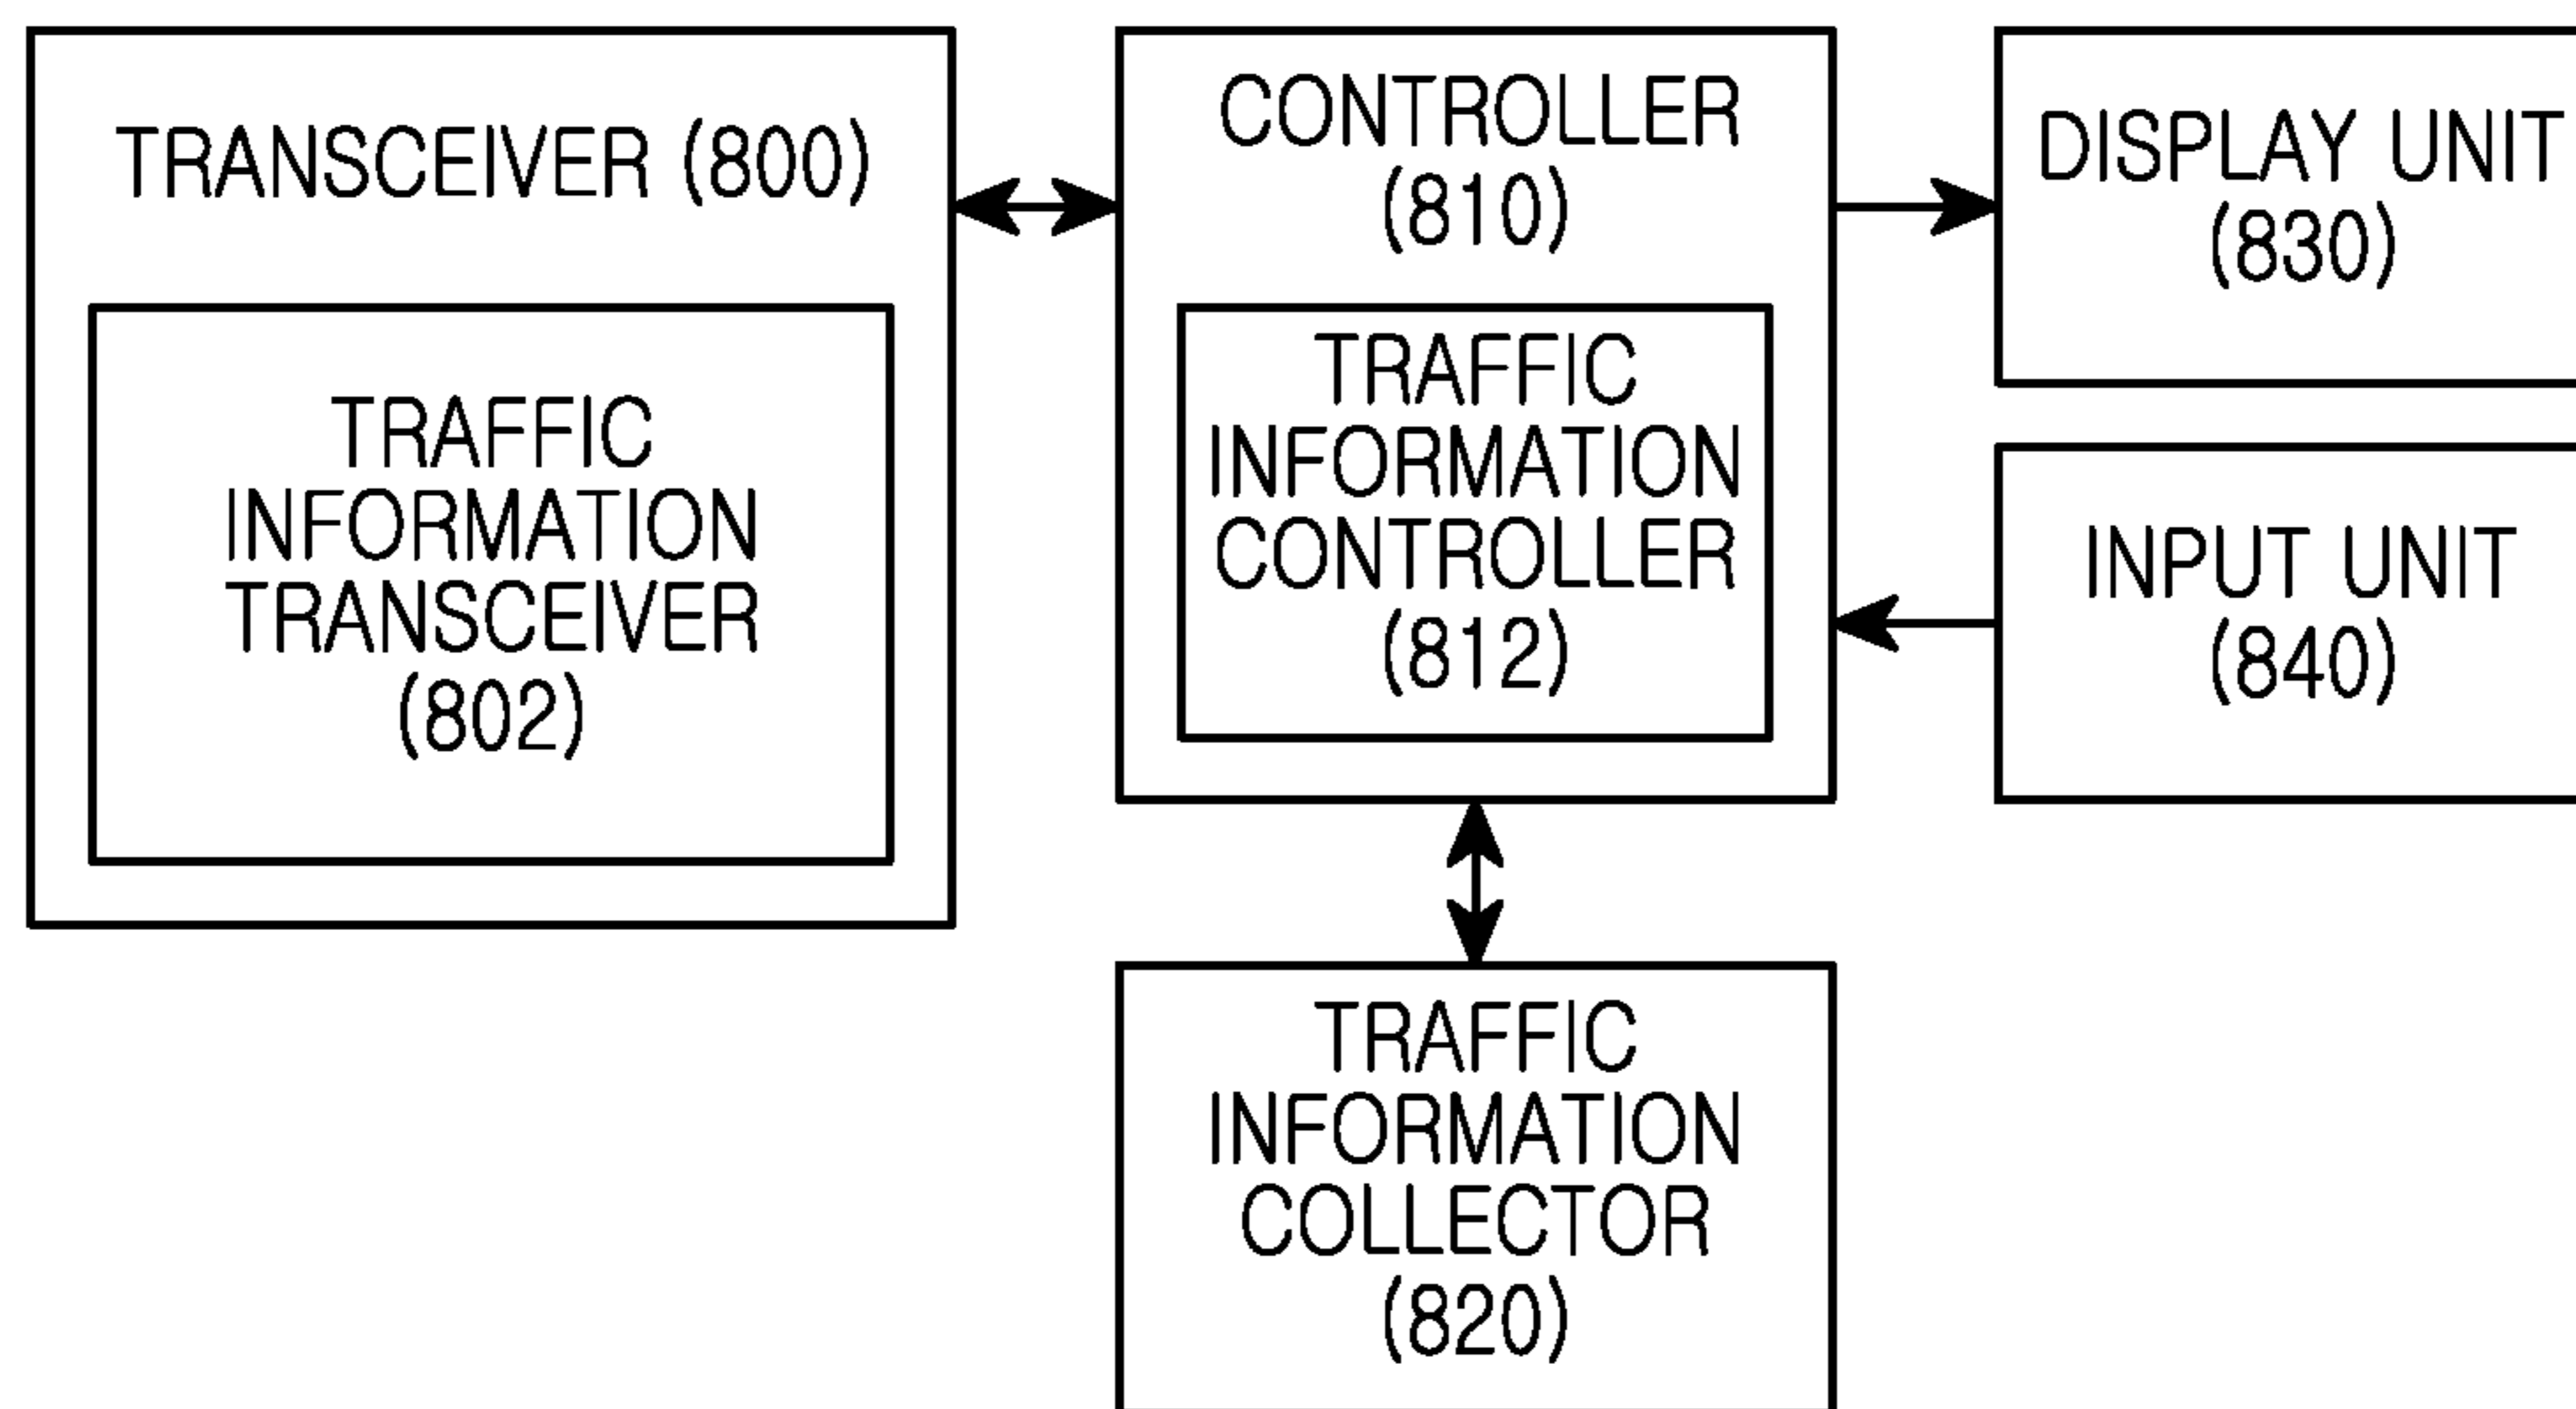 TRANSCEIVER (800)
TRAFFIC
INFORMATION
TRANSCEIVER
(802)
CONTROLLER
(810)
TRAFFIC
INFORMATION
CONTROLLER
(812)
DISPLAY UNIT
(830)
INPUT UNIT
(840)
TRAFFIC
INFORMATION
COLLECTOR
(820)